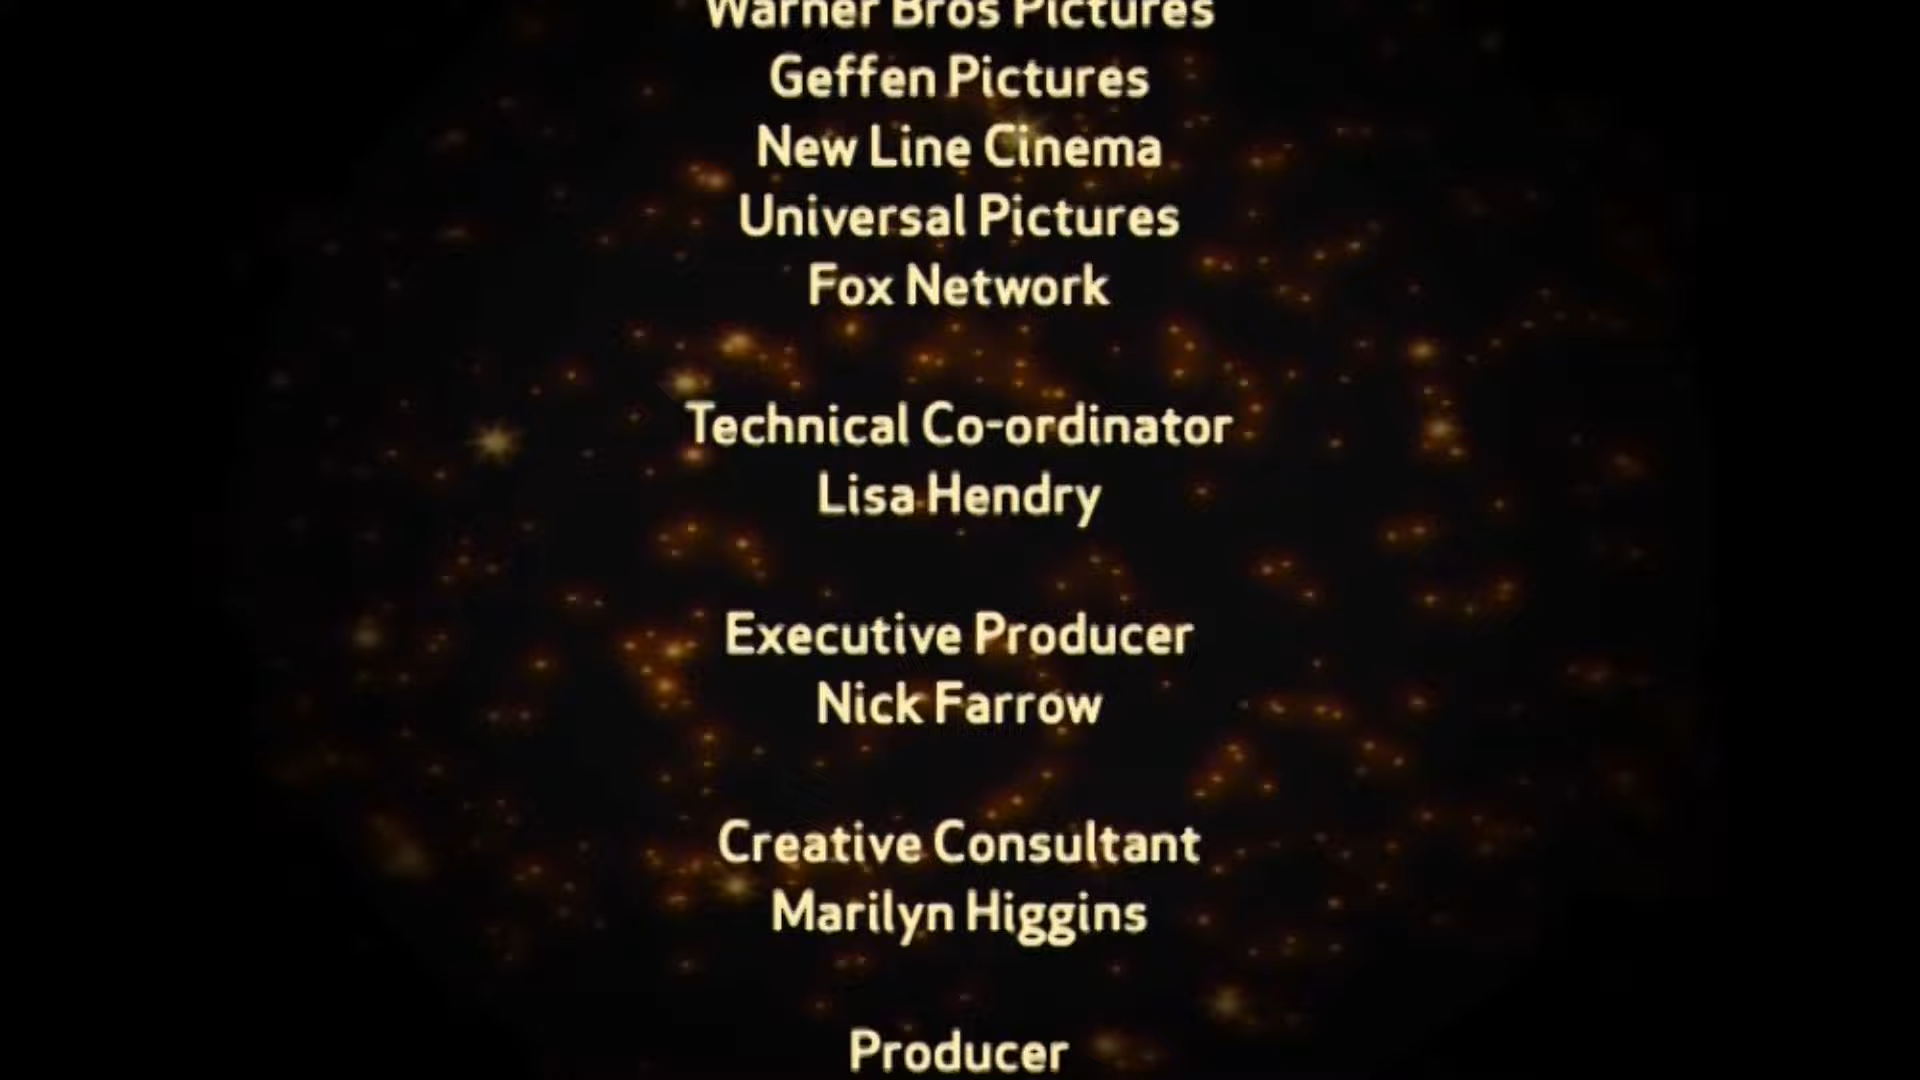 Warner Bros Pictures
Geffen Pictures
New Line Cinema
Universal Pictures
Fox Network
Technical Co-ordinator
Lisa Hendry
Executive Producer
Nick Farrow
Creative Consultant
Marilyn Higgins
Producer